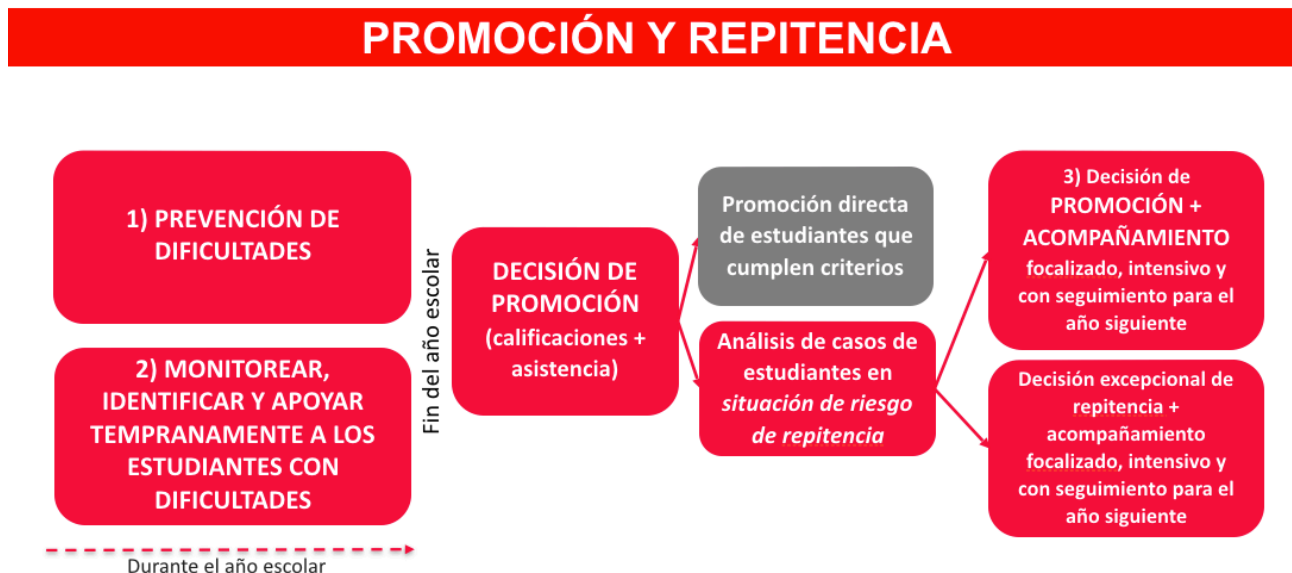 PROMOCIÓN Y REPITENCIA
1) PREVENCIÓN DE
DIFICULTADES
2) MONITOREAR,
IDENTIFICAR Y APOYAR
TEMPRANAMENTE A LOS
ESTUDIANTES CON
DIFICULTADES
Durante el año escolar
Fin del año escolar
DECISIÓN DE
PROMOCIÓN
(calificaciones +
asistencia)
Promoción directa
de estudiantes que
cumplen criterios
Análisis de casos de
estudiantes en
situación de riesgo
de repitencia
3) Decisión de
PROMOCIÓN +
ACOMPAÑAMIENTO
focalizado, intensivo y
con seguimiento para el
año siguiente
Decisión excepcional de
repitencia +
acompañamiento
focalizado, intensivo y
con seguimiento para el
año siguiente